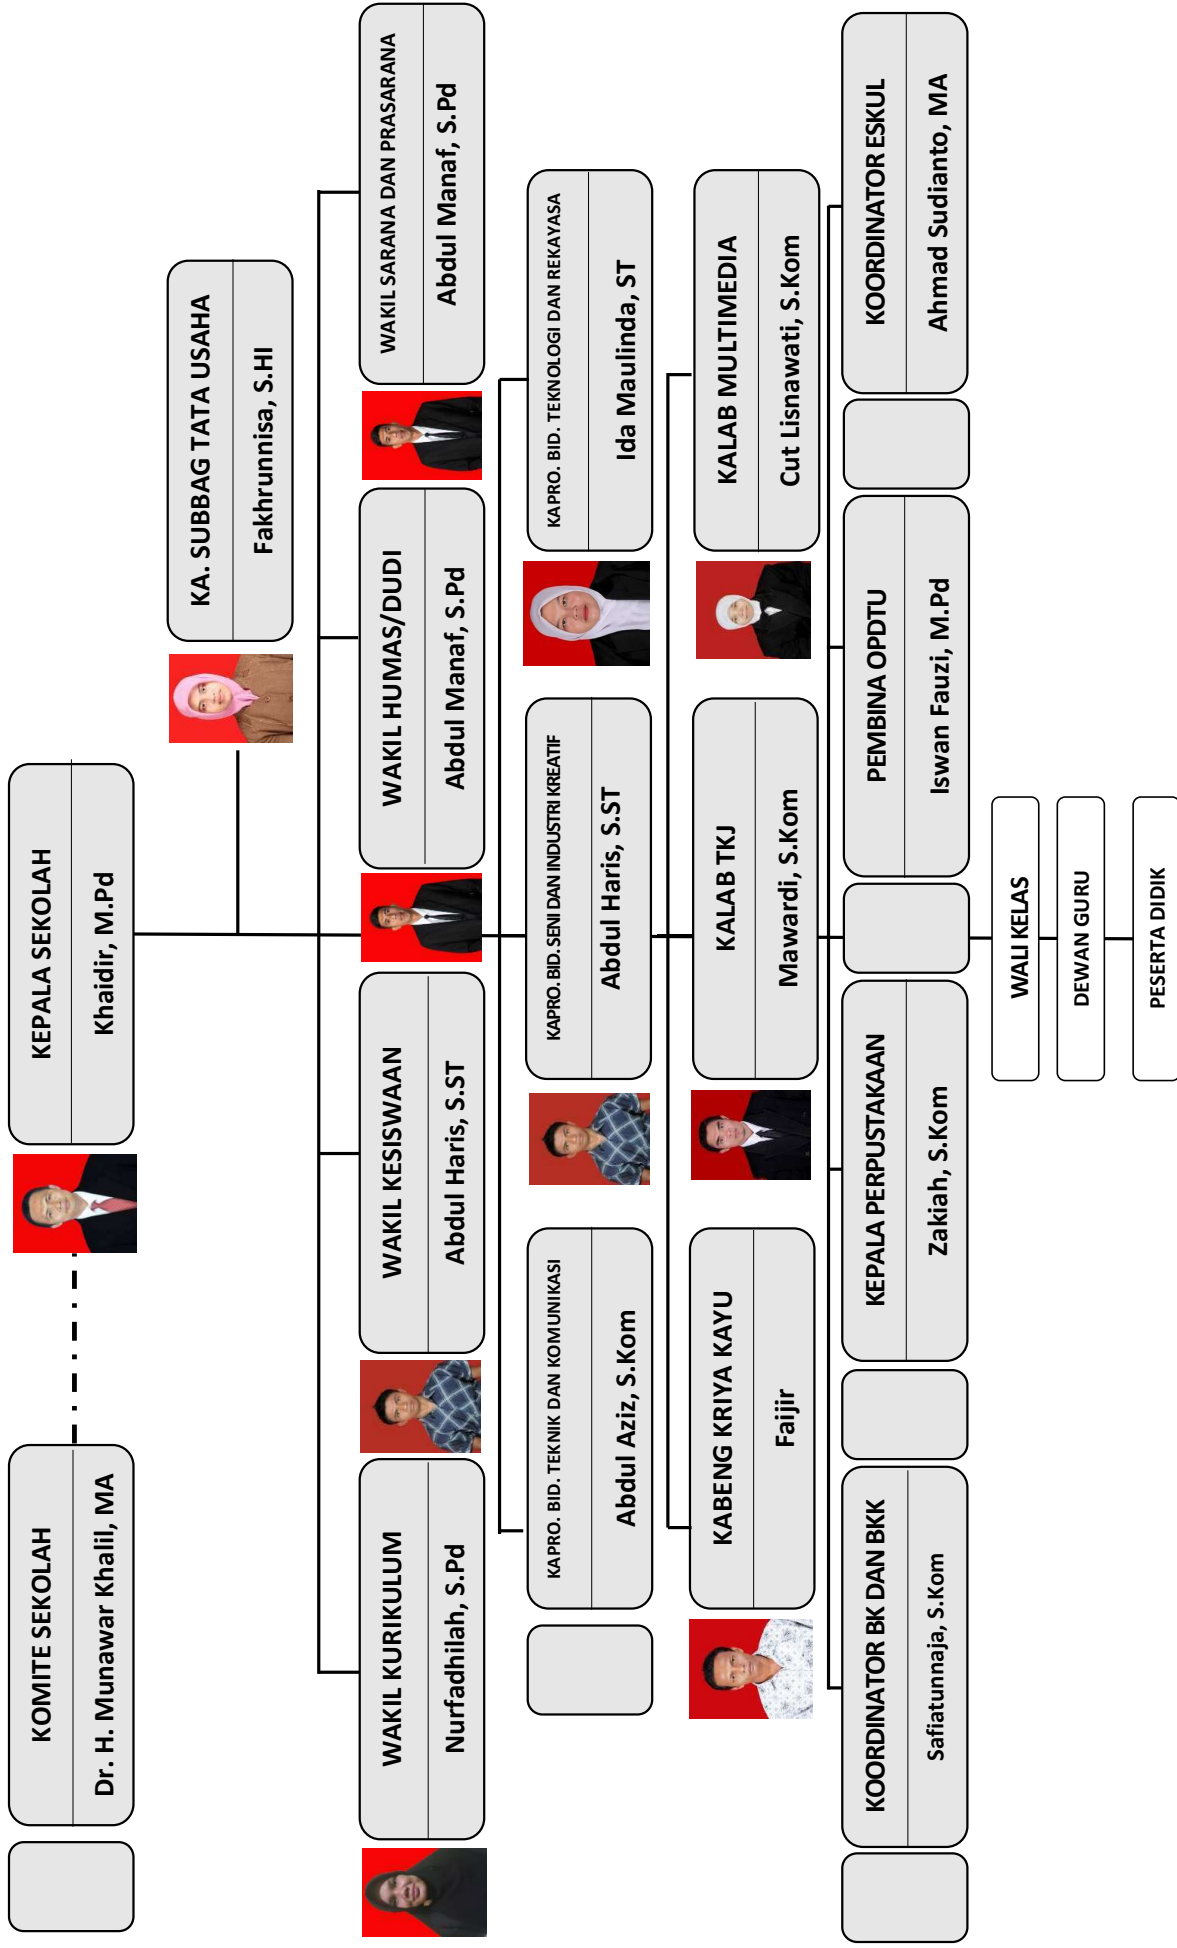 KOMITE SEKOLAH
Dr. H. Munawar Khalil, MA
KEPALA SEKOLAH
Khaidir, M.Pd
KA. SUBBAG TATA USAHA
Fakhrunnisa, S.HI
WAKIL KURIKULUM
Nurfadhilah, S.Pd
WAKIL KESISWAAN
Abdul Haris, S.ST
WAKIL HUMAS/DUDI
Abdul Manaf, S.Pd
WAKIL SARANA DAN PRASARANA
Abdul Manaf, S.Pd
KAPRO. BID. TEKNIK DAN KOMUNIKASI
Abdul Aziz, S.Kom
KAPRO. BID. SENI DAN INDUSTRI KREATIF
Abdul Haris, S.ST
KAPRO. BID. TEKNOLOGI DAN REKAYASA
Ida Maulinda, ST
KABENG KRIYA KAYU
Faijir
KALAB TKJ
Mawardi, S.Kom
KALAB MULTIMEDIA
Cut Lisnawati, S.Kom
KOORDINATOR BK DAN BKK
Safiatunnaja, S.Kom
KEPALA PERPUSTAKAAN
Zakiah, S.Kom
PEMBINA OPDTU
Iswan Fauzi, M.Pd
KOORDINATOR ESKUL
Ahmad Sudianto, MA
WALI KELAS
DEWAN GURU
PESERTA DIDIK